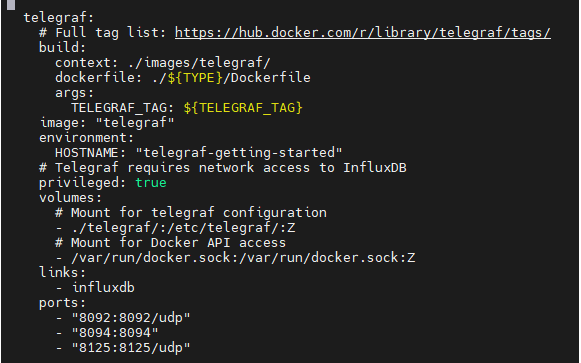 telegraf:
# Full tag list: https://hub.docker.com/r/library/telegraf/tags/
build:
context: ./images/telegraf/
dockerfile: ./${TYPE}/Dockerfile
args:
TELEGRAF_TAG: ${TELEGRAF_TAG}
image: "telegraf"
environment:
HOSTNAME: "telegraf-getting-started"
# Telegraf requires network access to InfluxDB
privileged: true
volumes:
# Mount for telegraf configuration
- ./telegraf/:/etc/telegraf/:Z
# Mount for Docker API access
- /var/run/docker.sock:/var/run/docker.sock:Z
links:
- influxdb
ports:
- "8092:8092/udp"
- "8094:8094"
- "8125:8125/udp"